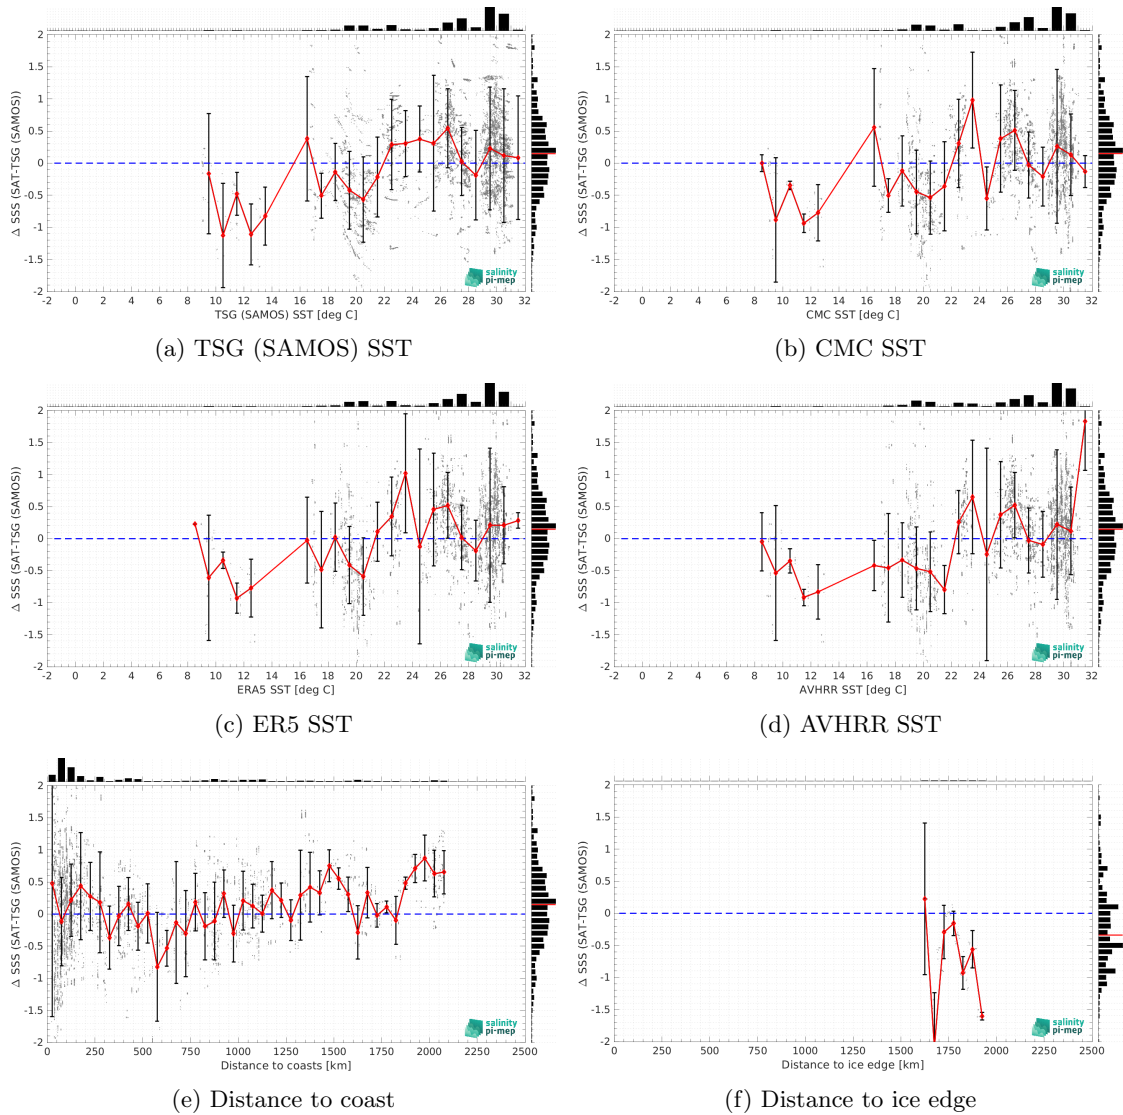 2
1.5
1
0.5
0
-0.5
-1
-1.5
-2
Δ SSS (SAT-TSG (SAMOS))
-2 0 2 4 6 8 10 12 14 16 18 20 22 24 26 28 30 32
TSG (SAMOS) SST [deg C]
salinity
pi-mep
(a) TSG (SAMOS) SST
2
1.5
1
0.5
0
-0.5
-1
-1.5
-2
Δ SSS (SAT-TSG (SAMOS))
-2 0 2 4 6 8 10 12 14 16 18 20 22 24 26 28 30 32
CMC SST [deg C]
salinity
pi-mep
(b) CMC SST
2
1.5
1
0.5
0
-0.5
-1
-1.5
-2
Δ SSS (SAT-TSG (SAMOS))
-2 0 2 4 6 8 10 12 14 16 18 20 22 24 26 28 30 32
ERA5 SST [deg C]
salinity
pi-mep
(c) ER5 SST
2
1.5
1
0.5
0
-0.5
-1
-1.5
-2
Δ SSS (SAT-TSG (SAMOS))
-2 0 2 4 6 8 10 12 14 16 18 20 22 24 26 28 30 32
AVHRR SST [deg C]
salinity
pi-mep
(d) AVHRR SST
2
1.5
1
0.5
0
-0.5
-1
-1.5
-2
Δ SSS (SAT-TSG (SAMOS))
0 250 500 750 1000 1250 1500 1750 2000 2250 2500
Distance to coasts [km]
salinity
pi-mep
(e) Distance to coast
2
1.5
1
0.5
0
-0.5
-1
-1.5
-2
Δ SSS (SAT-TSG (SAMOS))
0 250 500 750 1000 1250 1500 1750 2000 2250 2500
Distance to ice edge [km]
salinity
pi-mep
(f) Distance to ice edge